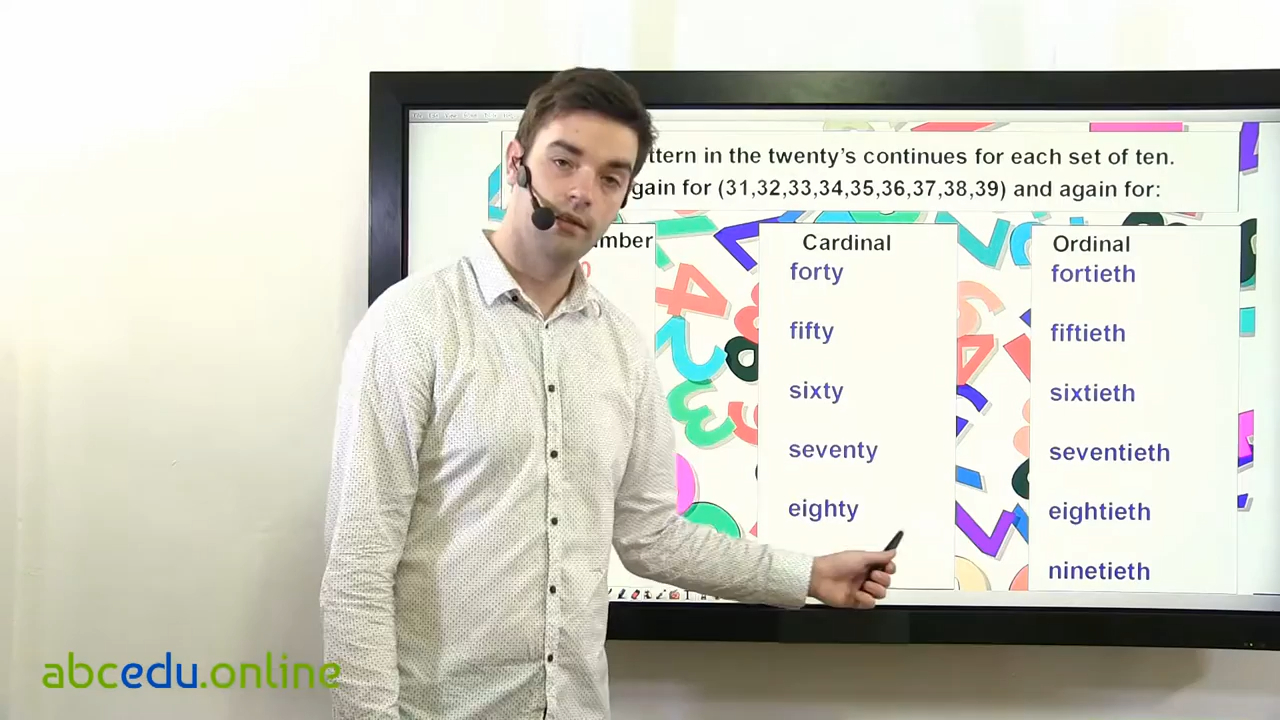 ttern in the twenty's continues for each set of ten.
gain for (31,32,33,34,35,36,37,38,39) and again for:
mber
Cardinal
Ordinal
forty
fortieth
fifty
fiftieth
sixty
sixtieth
seventy
seventieth
eighty
eightieth
ninetieth
abcedu.online